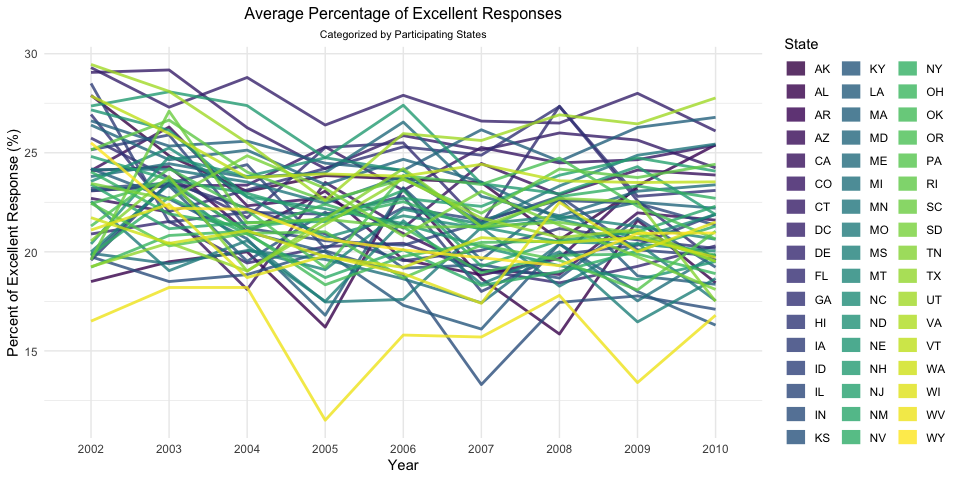 Average Percentage of Excellent Responses
Categorized by Participating States
Percent of Excellent Response (%)
30
25
20
15
2002 2003 2004 2005 2006 2007 2008 2009 2010
Year
State
AK KY NY
AL LA OH
AR MA OK
AZ MD OR
CA ME PA
CO MI RI
CT MN SC
DC MO SD
DE MS TN
FL MT TX
GA NC UT
HI ND VA
IA NE VT
ID NH WA
IL NJ WI
IN NM WV
KS NV WY